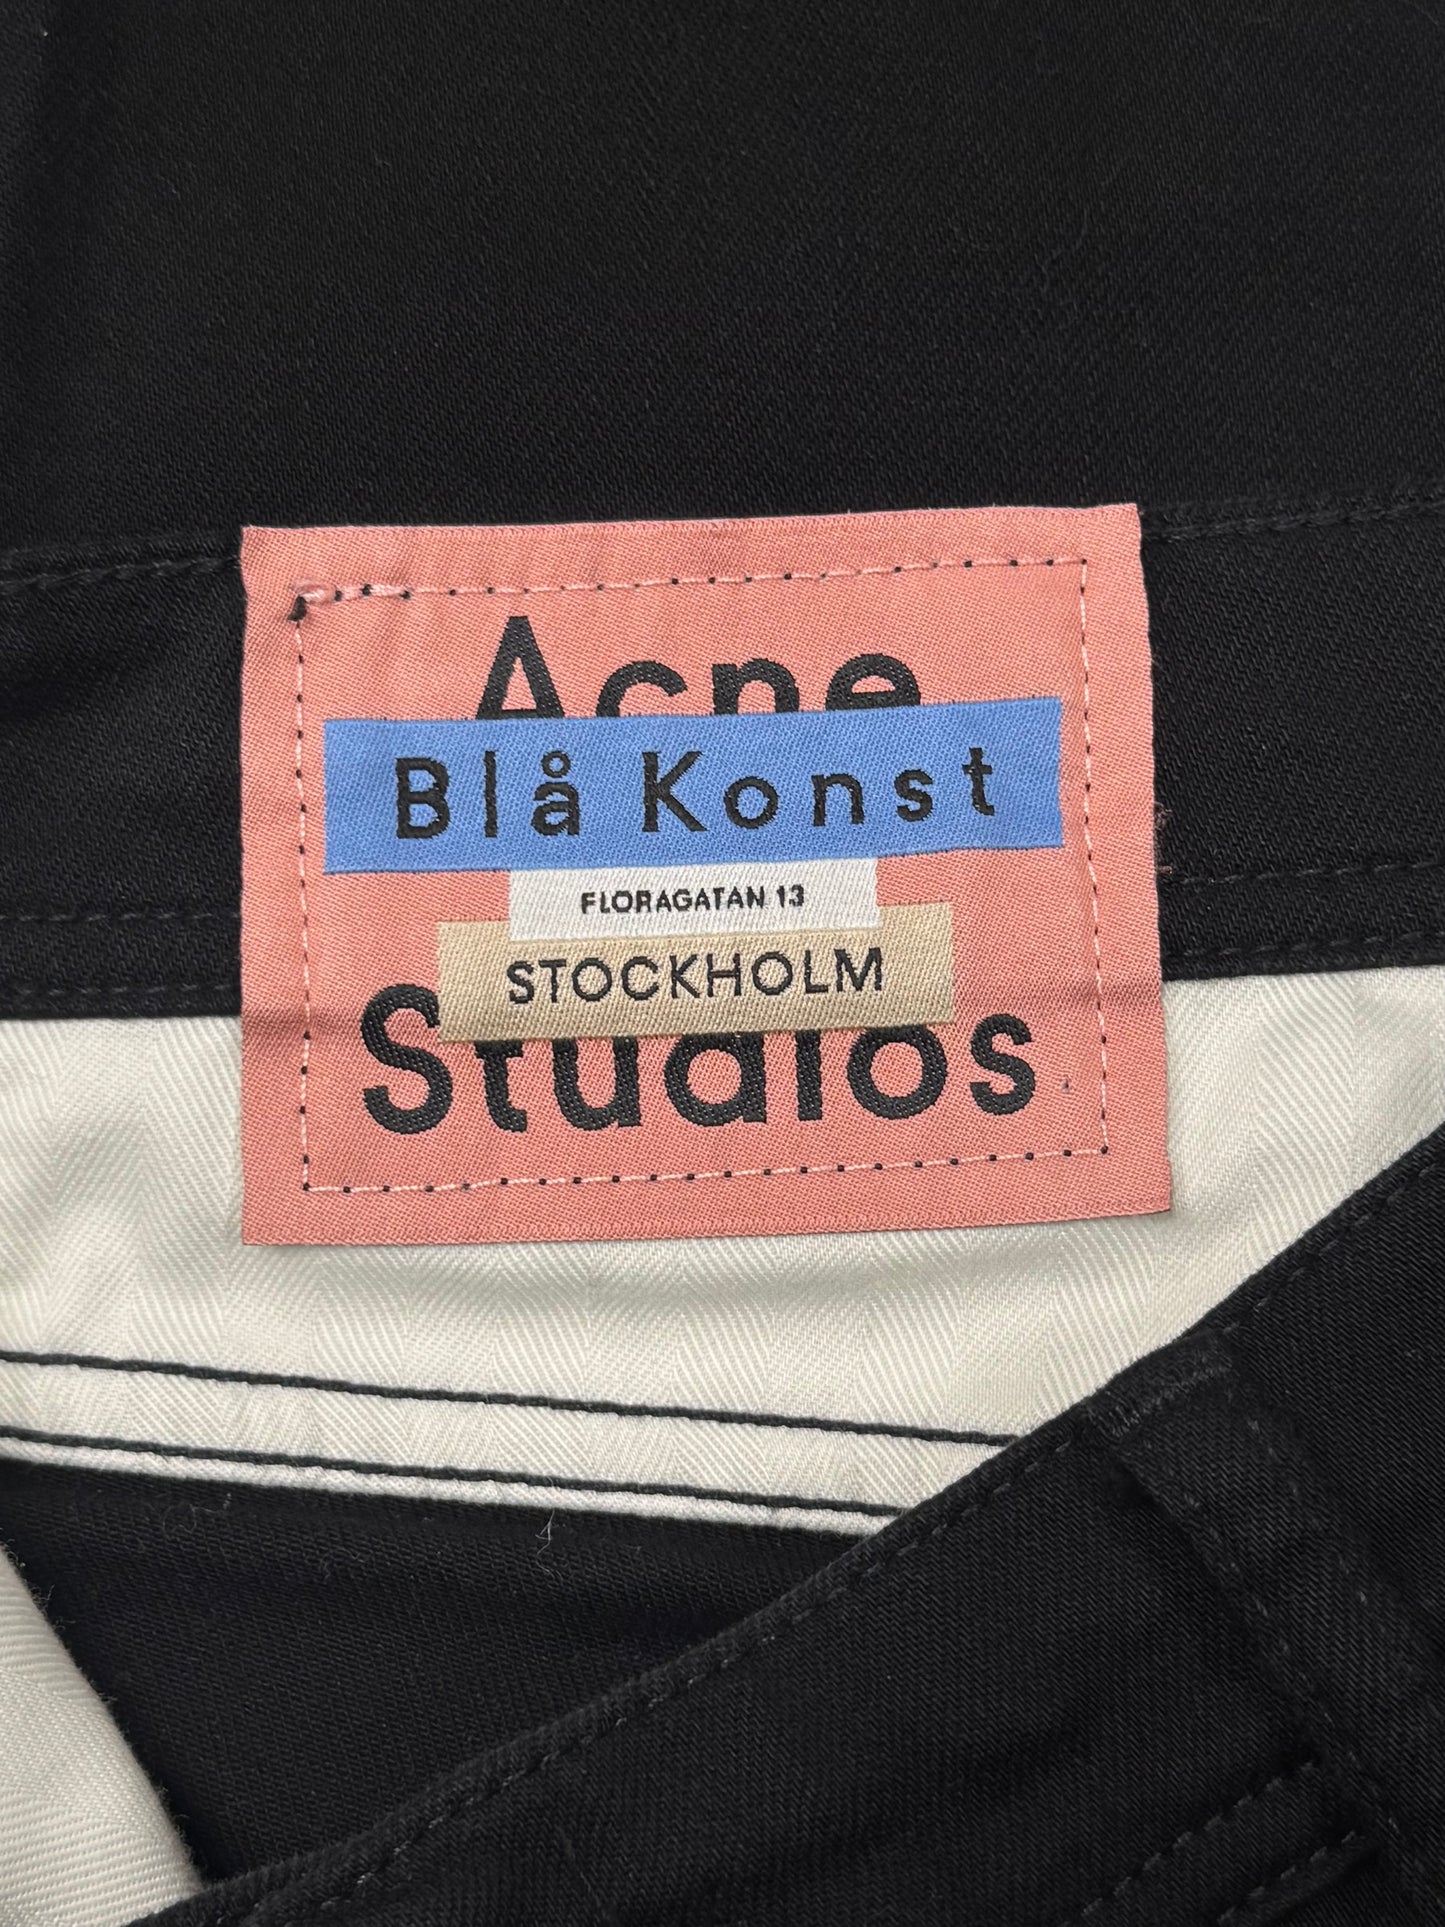 Acne
Blå Konst
FLORAGATAN 13
STOCKHOLM
Studios